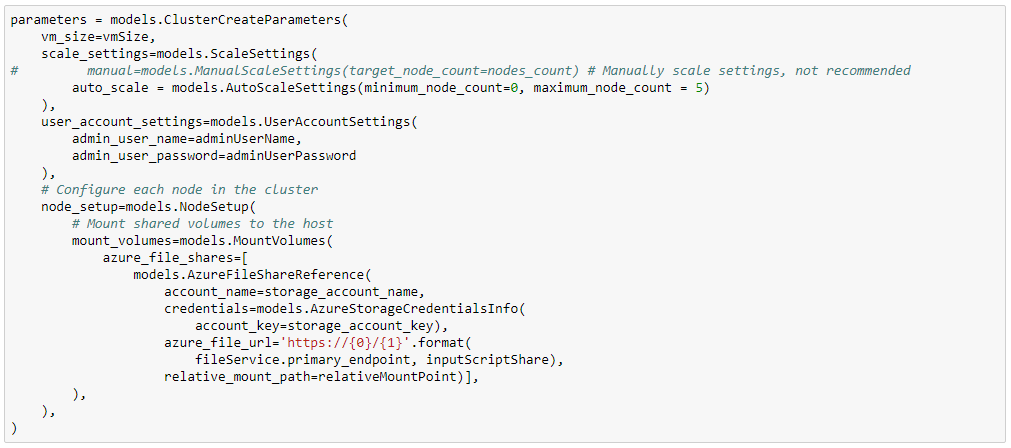 parameters = models.ClusterCreateParameters(
    vm_size=vmSize,
    scale_settings=models.ScaleSettings(
#         manual=models.ManualScaleSettings(target_node_count=nodes_count) # Manually scale settings, not recommended
        auto_scale = models.AutoScaleSettings(minimum_node_count=0, maximum_node_count = 5)
    ),
    user_account_settings=models.UserAccountSettings(
        admin_user_name=adminUserName,
        admin_user_password=adminUserPassword
    ),
    # Configure each node in the cluster
    node_setup=models.NodeSetup(
        # Mount shared volumes to the host
        mount_volumes=models.MountVolumes(
            azure_file_shares=[
                models.AzureFileShareReference(
                    account_name=storage_account_name,
                    credentials=models.AzureStorageCredentialsInfo(
                        account_key=storage_account_key),
                    azure_file_url='https://{0}/{1}'.format(
                        fileService.primary_endpoint, inputScriptShare),
                    relative_mount_path=relativeMountPoint)],
        ),
    ),
)